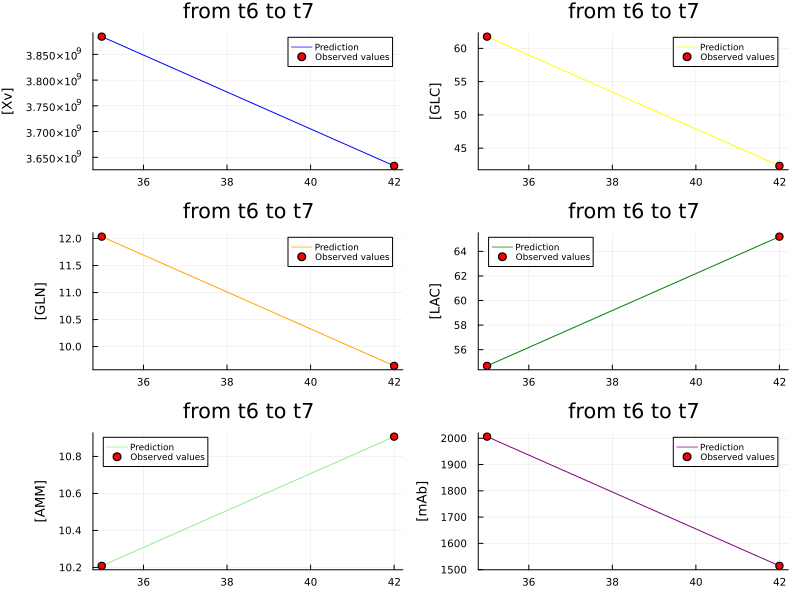 from t6 to t7
[Xv]
3.850×10⁹
3.800×10⁹
3.750×10⁹
3.700×10⁹
3.650×10⁹
Prediction
Observed values
36 38 40 42
from t6 to t7
[GLC]
60
55
50
45
Prediction
Observed values
36 38 40 42
from t6 to t7
[GLN]
12.0
11.5
11.0
10.5
10.0
Prediction
Observed values
36 38 40 42
from t6 to t7
[LAC]
64
62
60
58
56
Prediction
Observed values
36 38 40 42
from t6 to t7
[AMM]
10.8
10.6
10.4
10.2
Prediction
Observed values
36 38 40 42
from t6 to t7
[mAb]
2000
1900
1800
1700
1600
1500
Prediction
Observed values
36 38 40 42